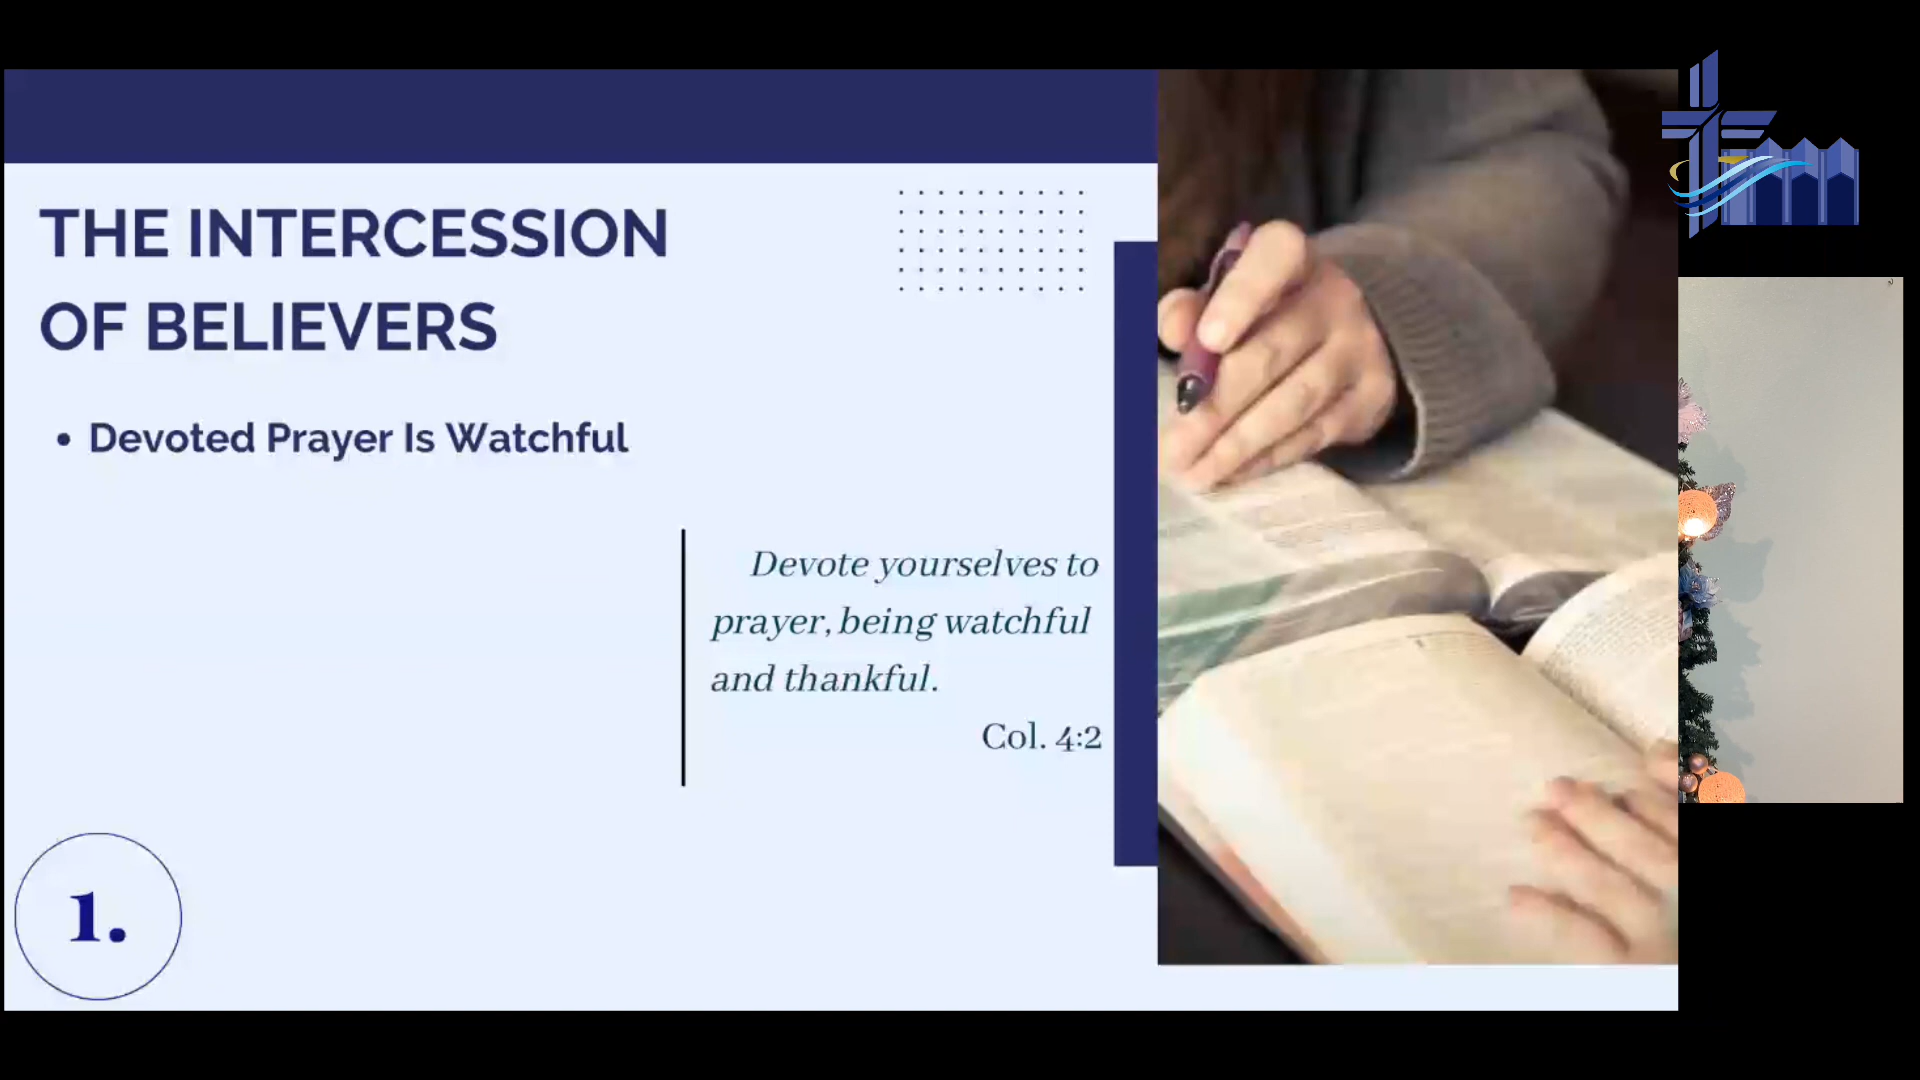 THE INTERCESSION
OF BELIEVERS
• Devoted Prayer Is Watchful
Devote yourselves to
prayer, being watchful
and thankful.
Col. 4:2
1.